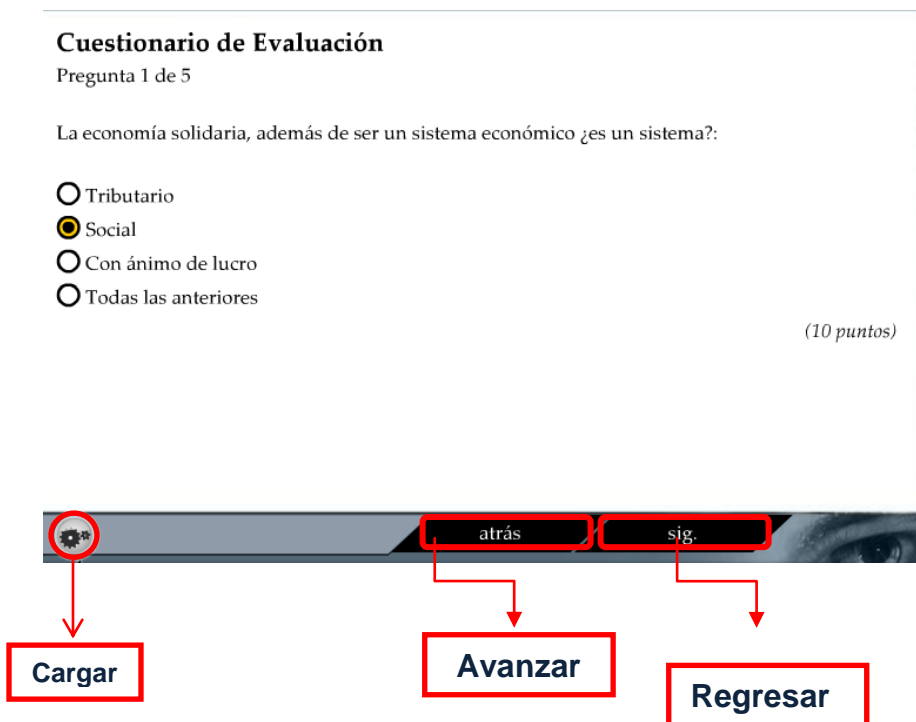 Cuestionario de Evaluación
Pregunta 1 de 5
La economía solidaria, además de ser un sistema económico ¿es un sistema?:
Tributario
Social
Con ánimo de lucro
Todas las anteriores
(10 puntos)
atrás
sig.
Cargar
Avanzar
Regresar